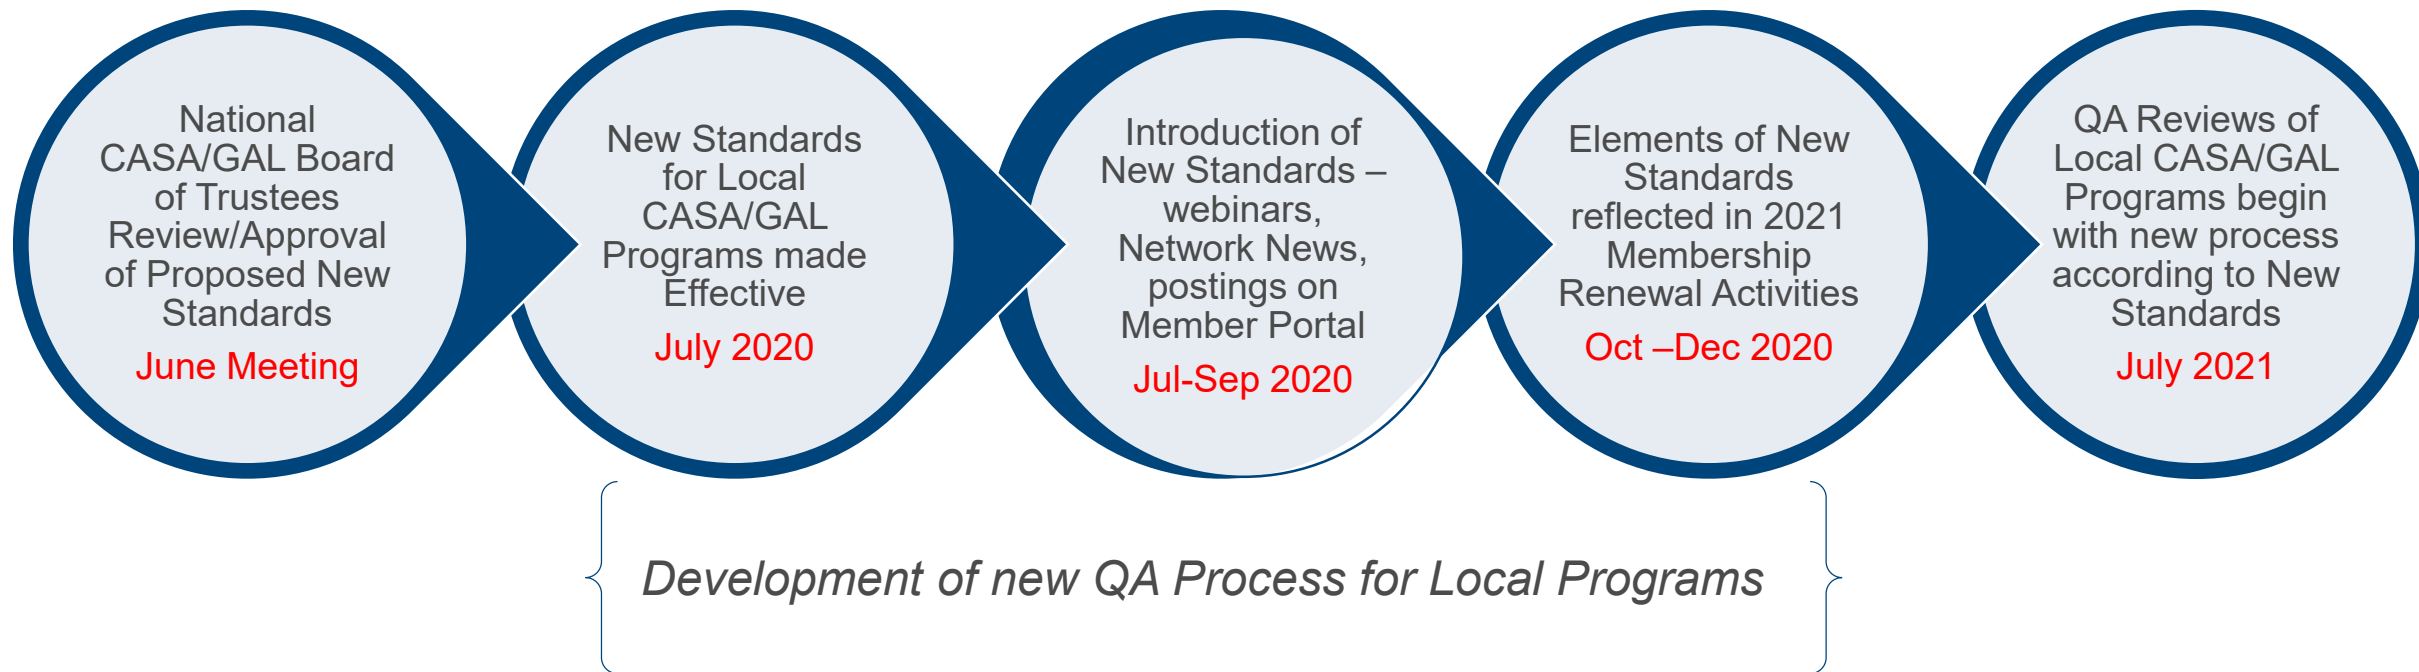 National
CASA/GAL Board
of Trustees
Review/Approval
of Proposed New
Standards
June Meeting
New Standards
for Local
CASA/GAL
Programs made
Effective
July 2020
Introduction of
New Standards –
webinars,
Network News,
postings on
Member Portal
Jul-Sep 2020
Elements of New
Standards
reflected in 2021
Membership
Renewal Activities
Oct –Dec 2020
QA Reviews of
Local CASA/GAL
Programs begin
with new process
according to New
Standards
July 2021
Development of new QA Process for Local Programs